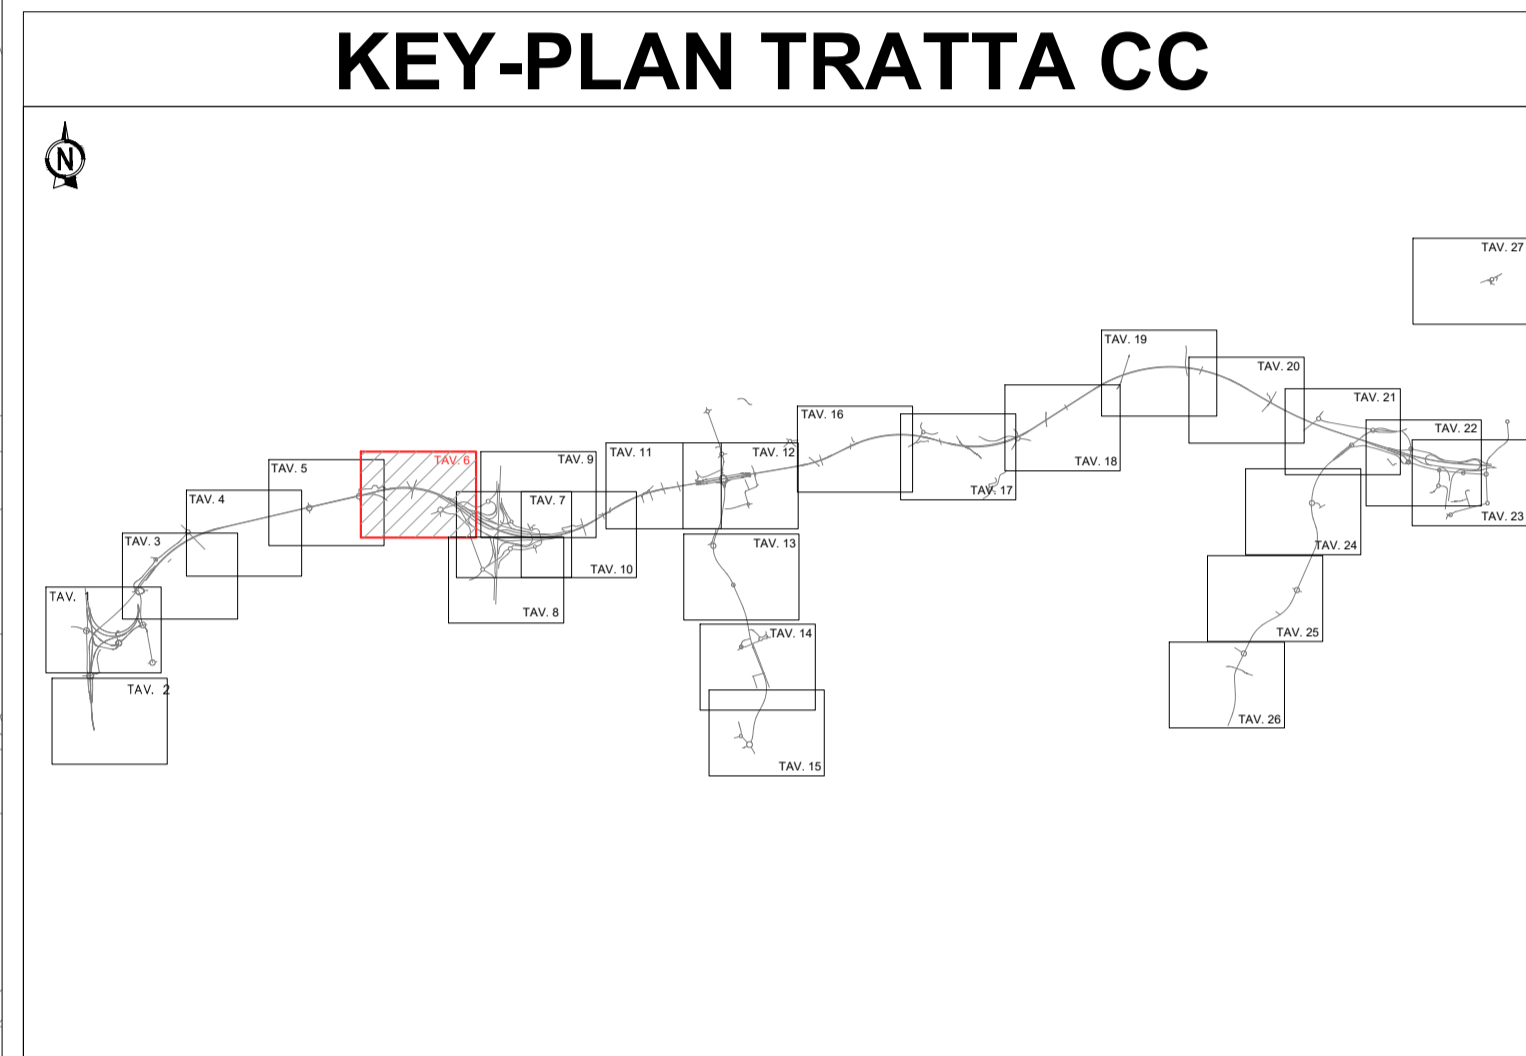 KEY-PLAN TRATTA CC
N
TAV. 27
TAV. 19
TAV. 20
TAV. 21
TAV. 16
TAV. 22
TAV. 6
TAV. 9
TAV. 11
TAV. 12
TAV. 18
TAV. 5
TAV. 17
TAV. 4
TAV. 7
TAV. 23
TAV. 3
TAV. 13
TAV. 24
TAV. 10
TAV. 1
TAV. 8
TAV. 14
TAV. 25
TAV. 2
TAV. 26
TAV. 15